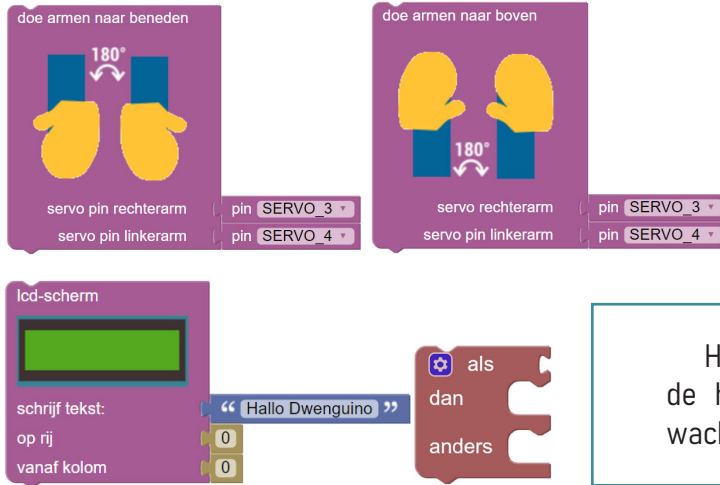 doe armen naar beneden
180°
servo pin rechterarm
pin SERVO_3
servo pin linkerarm
pin SERVO_4
doe armen naar boven
180°
servo rechterarm
pin SERVO_3
servo pin linkerarm
pin SERVO_4
lcd-scherm
schrijf tekst:
“ Hallo Dwenguino ”
op rij
0
vanaf kolom
0
als
dan
anders
de